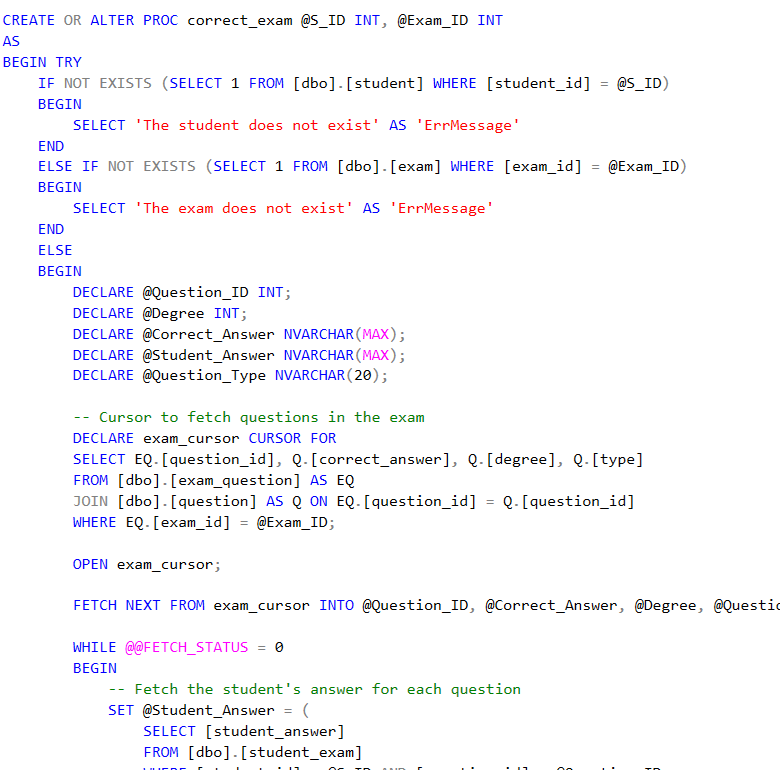 CREATE OR ALTER PROC correct_exam @S_ID INT, @Exam_ID INT
AS
BEGIN TRY
    IF NOT EXISTS (SELECT 1 FROM [dbo].[student] WHERE [student_id] = @S_ID)
    BEGIN
        SELECT 'The student does not exist' AS 'ErrMessage'
    END
    ELSE IF NOT EXISTS (SELECT 1 FROM [dbo].[exam] WHERE [exam_id] = @Exam_ID)
    BEGIN
        SELECT 'The exam does not exist' AS 'ErrMessage'
    END
    ELSE
    BEGIN
        DECLARE @Question_ID INT;
        DECLARE @Degree INT;
        DECLARE @Correct_Answer NVARCHAR(MAX);
        DECLARE @Student_Answer NVARCHAR(MAX);
        DECLARE @Question_Type NVARCHAR(20);

        -- Cursor to fetch questions in the exam
        DECLARE exam_cursor CURSOR FOR
        SELECT EQ.[question_id], Q.[correct_answer], Q.[degree], Q.[type]
        FROM [dbo].[exam_question] AS EQ
        JOIN [dbo].[question] AS Q ON EQ.[question_id] = Q.[question_id]
        WHERE EQ.[exam_id] = @Exam_ID;

        OPEN exam_cursor;

        FETCH NEXT FROM exam_cursor INTO @Question_ID, @Correct_Answer, @Degree,

        WHILE @@FETCH_STATUS = 0
        BEGIN
            -- Fetch the student's answer for each question
            SET @Student_Answer = (
                SELECT [student_answer]
                FROM [dbo].[student_exam]